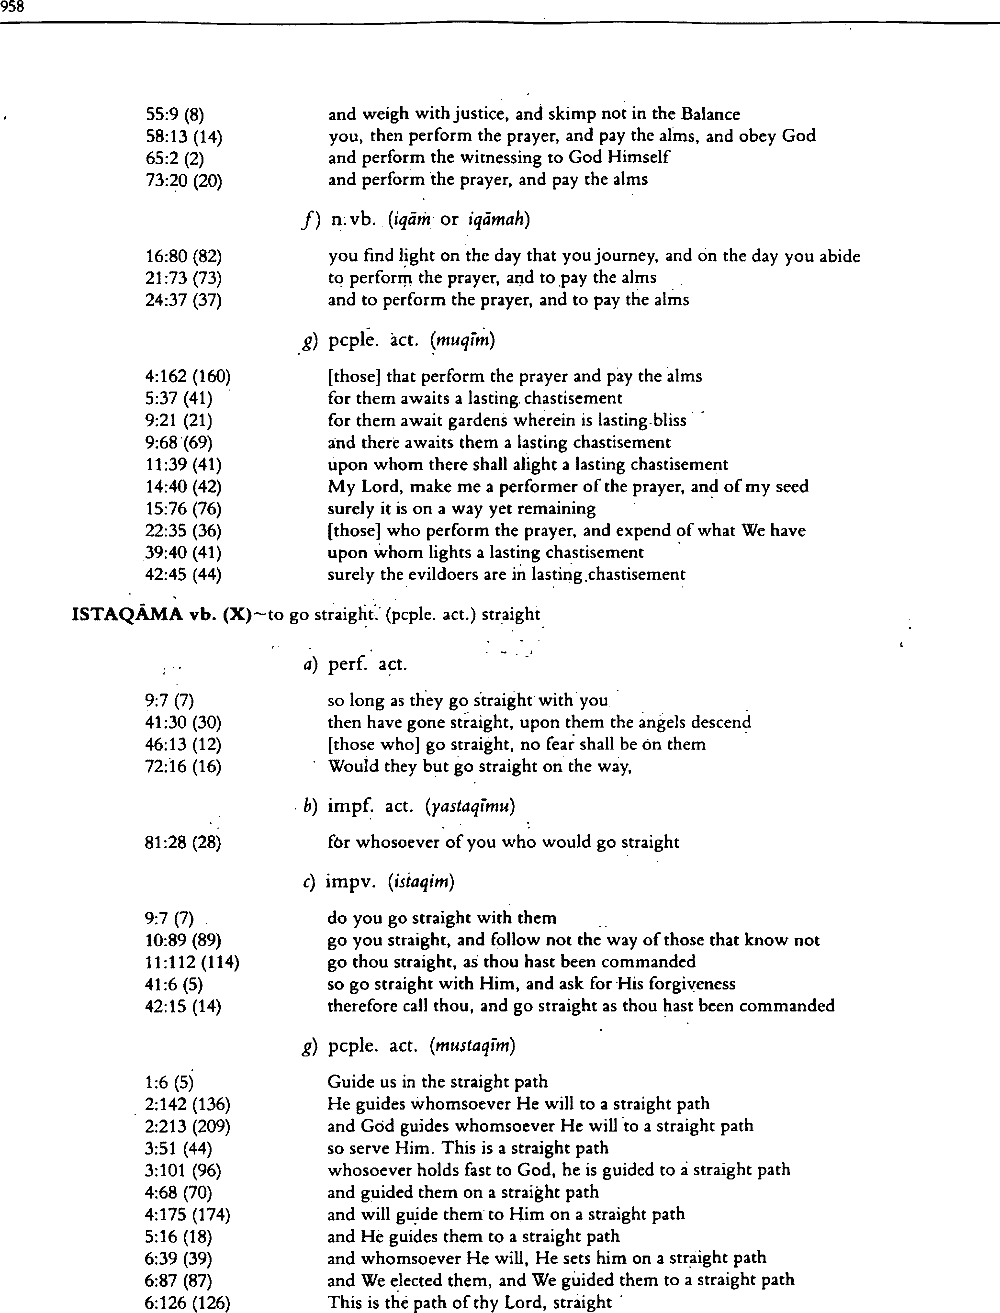 958
55:9 (8) and weigh with justice, and skimp not in the Balance
58:13 (14) you, then perform the prayer, and pay the alms, and obey God
65:2 (2) and perform the witnessing to God Himself
73:20 (20) and perform the prayer, and pay the alms
f) n. vb. (iqām or iqāmah)
16:80 (82) you find light on the day that you journey, and on the day you abide
21:73 (73) to perform the prayer, and to pay the alms
24:37 (37) and to perform the prayer, and to pay the alms
g) pcple. act. (muqīm)
4:162 (160) [those] that perform the prayer and pay the alms
5:37 (41) for them awaits a lasting chastisement
9:21 (21) for them await gardens wherein is lasting bliss
9:68 (69) and there awaits them a lasting chastisement
11:39 (41) upon whom there shall alight a lasting chastisement
14:40 (42) My Lord, make me a performer of the prayer, and of my seed
15:76 (76) surely it is on a way yet remaining
22:35 (36) [those] who perform the prayer, and expend of what We have
39:40 (41) upon whom lights a lasting chastisement
42:45 (44) surely the evildoers are in lasting chastisement
ISTAQĀMA vb. (X)~to go straight. (pcple. act.) straight
a) perf. act.
9:7 (7) so long as they go straight with you
41:30 (30) then have gone straight, upon them the angels descend
46:13 (12) [those who] go straight, no fear shall be on them
72:16 (16) Would they but go straight on the way,
b) impf. act. (yastaqīmu)
81:28 (28) for whosoever of you who would go straight
c) impv. (istaqim)
9:7 (7) do you go straight with them
10:89 (89) go you straight, and follow not the way of those that know not
11:112 (114) go thou straight, as thou hast been commanded
41:6 (5) so go straight with Him, and ask for His forgiveness
42:15 (14) therefore call thou, and go straight as thou hast been commanded
g) pcple. act. (mustaqīm)
1:6 (5) Guide us in the straight path
2:142 (136) He guides whomsoever He will to a straight path
2:213 (209) and God guides whomsoever He will to a straight path
3:51 (44) so serve Him. This is a straight path
3:101 (96) whosoever holds fast to God, he is guided to a straight path
4:68 (70) and guided them on a straight path
4:175 (174) and will guide them to Him on a straight path
5:16 (18) and He guides them to a straight path
6:39 (39) and whomsoever He will, He sets him on a straight path
6:87 (87) and We elected them, and We guided them to a straight path
6:126 (126) This is the path of thy Lord, straight